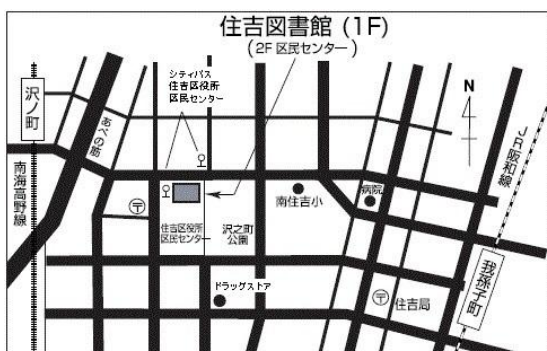 住吉図書館 (1F)
(2F 区民センター)
シティバス
住吉区役所
区民センター
沢ノ町
あべの筋
南海高野線
N
JR阪和線
〒
住吉区役所
区民センター
沢之町
公園
南住吉小
病院
我孫子町
ドラッグストア
〒
住吉局